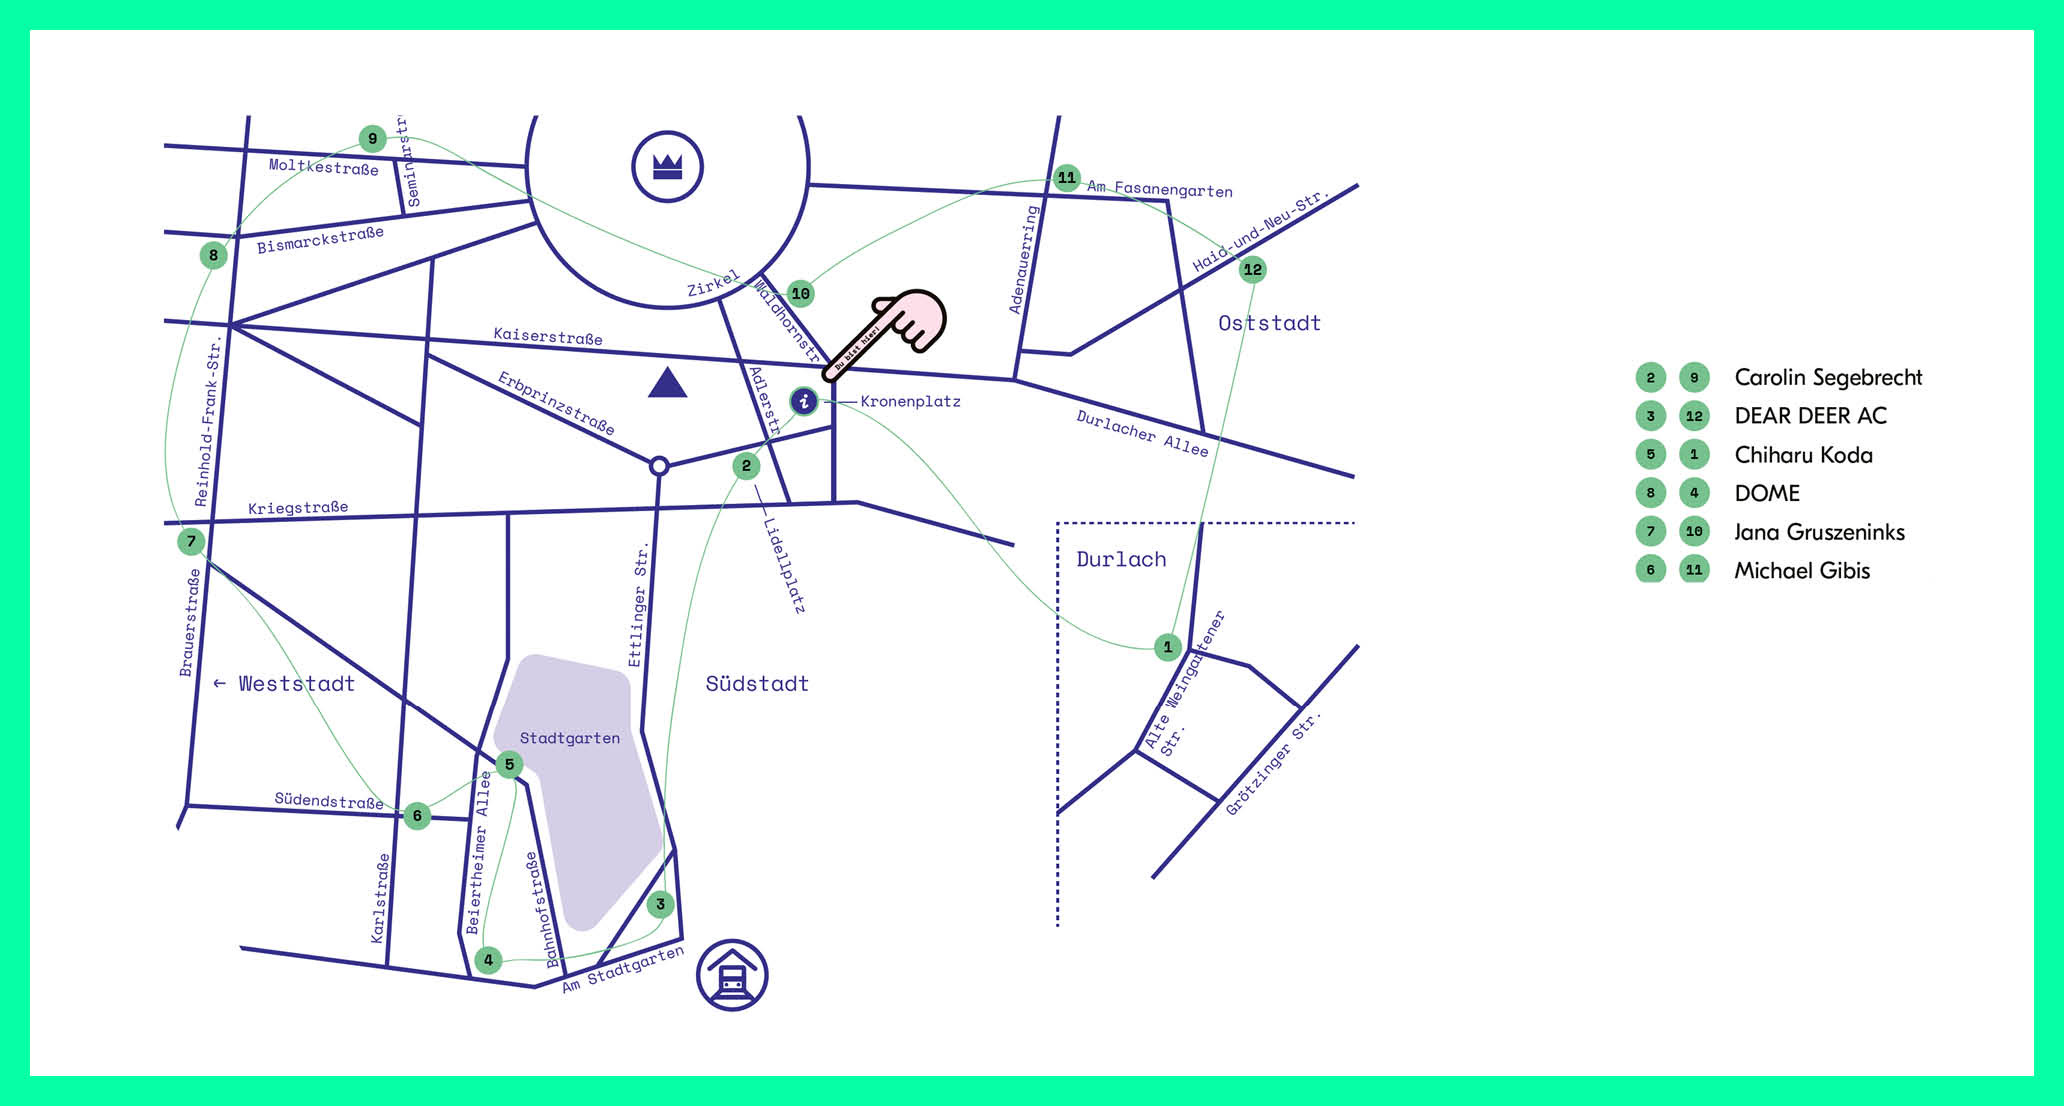 9
Moltkestraße
Seminarstr
8
Bismarckstraße
Zirkel
Waldhornstr
10
11
Am Fasanengarten
Adenauerring
Haid-und-Neu-Str.
12
Oststadt
Kaiserstraße
Erbprinzstraße
Adlerstr
Du bist hier!
i
Kronenplatz
Durlacher Allee
Reinhold-Frank-Str.
2
Lidellplatz
Kriegstraße
7
Brauerstraße
← Weststadt
Ettlinger Str.
Südstadt
Durlach
1
Alte Weingartener
Str.
Grötzinger Str.
Stadtgarten
5
Südendstraße
6
Karlstraße
Beiertheimer Allee
Bahnhofstraße
3
4
Am Stadtgarten
2 9 Carolin Segebrecht
3 12 DEAR DEER AC
5 1 Chiharu Koda
8 4 DOME
7 10 Jana Gruszeninks
6 11 Michael Gibis